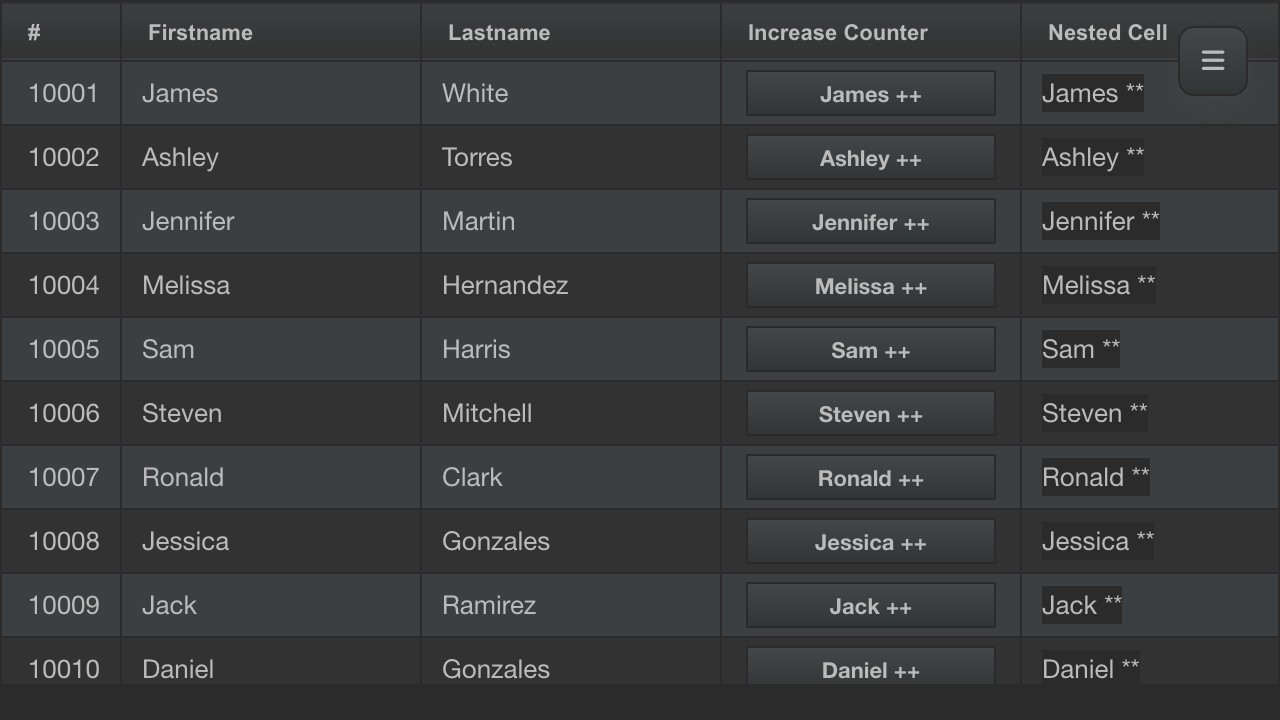 # Firstname Lastname Increase Counter Nested Cell
10001 James White James ++ James **
10002 Ashley Torres Ashley ++ Ashley **
10003 Jennifer Martin Jennifer ++ Jennifer **
10004 Melissa Hernandez Melissa ++ Melissa **
10005 Sam Harris Sam ++ Sam **
10006 Steven Mitchell Steven ++ Steven **
10007 Ronald Clark Ronald ++ Ronald **
10008 Jessica Gonzales Jessica ++ Jessica **
10009 Jack Ramirez Jack ++ Jack **
10010 Daniel Gonzales Daniel ++ Daniel **